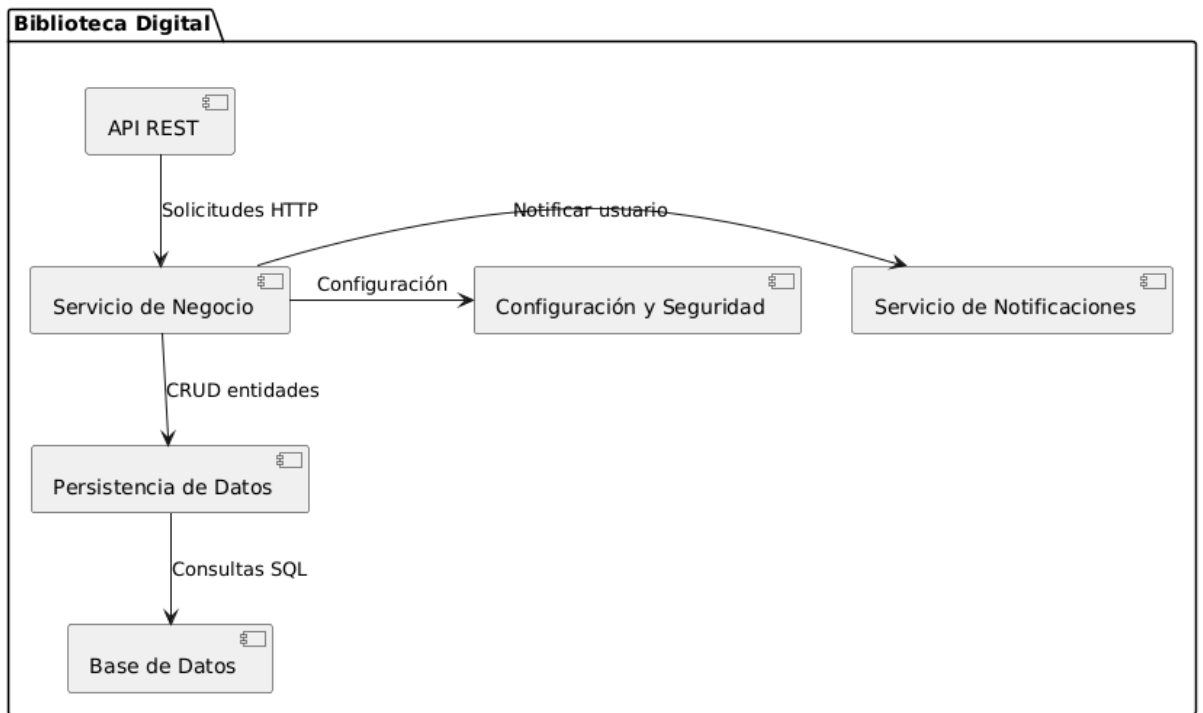 Biblioteca Digital
API REST
Solicitudes HTTP
Notificar usuario
Servicio de Negocio
Configuración
Configuración y Seguridad
Servicio de Notificaciones
CRUD entidades
Persistencia de Datos
Consultas SQL
Base de Datos